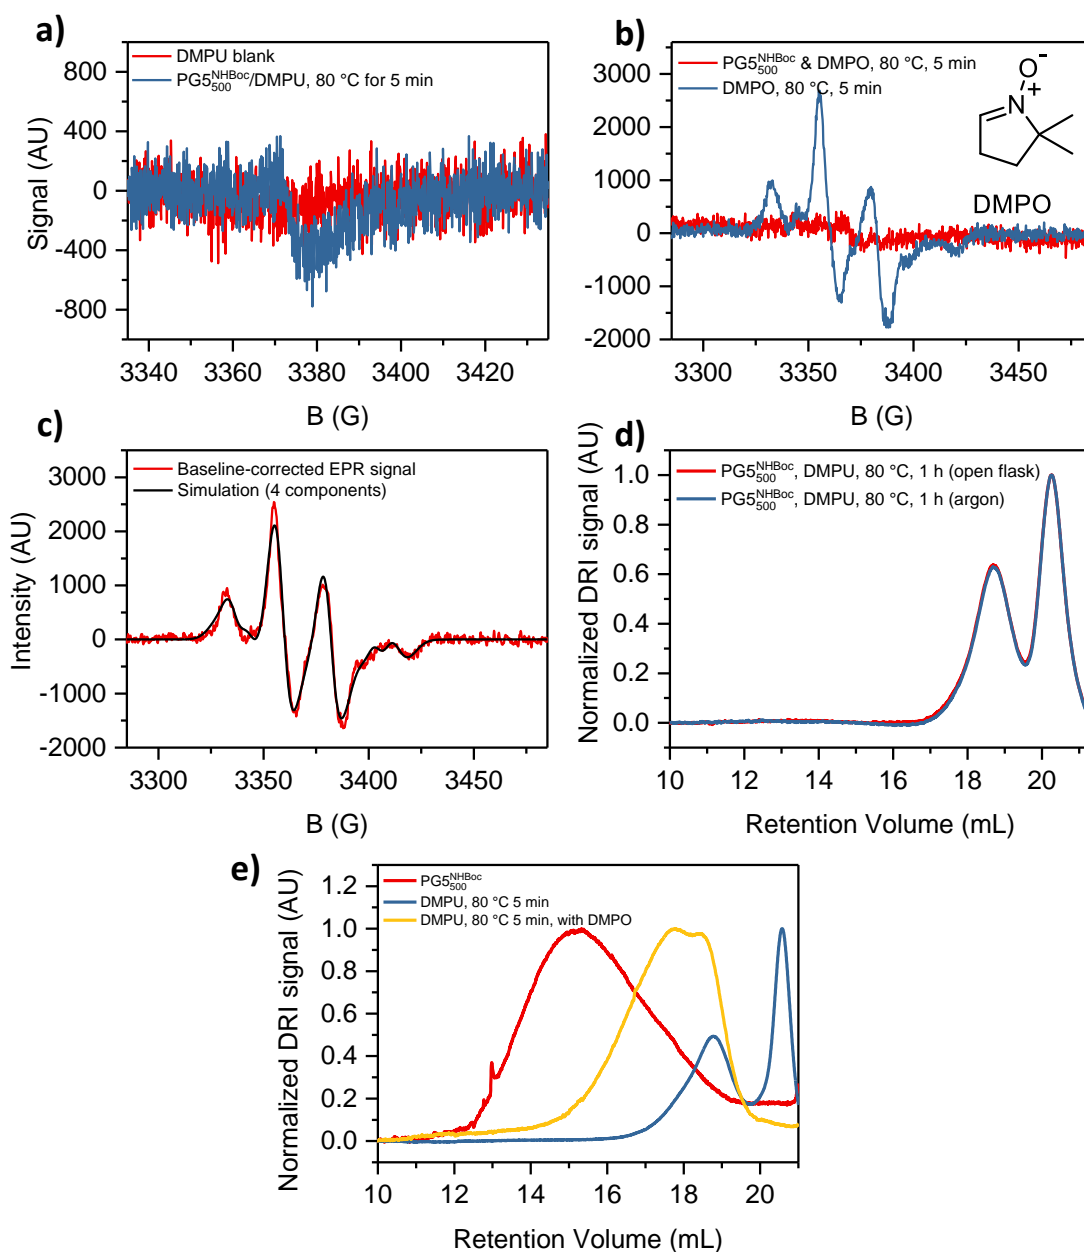 a)
DMPU blank
PG5₅₀₀ᴺᴴᴮᵒᶜ/DMPU, 80 °C for 5 min
800
400
0
-400
-800
Signal (AU)
3340 3360 3380 3400 3420
B (G)
b)
PG5₅₀₀ᴺᴴᴮᵒᶜ & DMPO, 80 °C, 5 min
DMPO, 80 °C, 5 min
3000
2000
1000
0
-1000
-2000
O-
+
N
DMPO
3300 3350 3400 3450
B (G)
c)
Baseline-corrected EPR signal
Simulation (4 components)
3000
2000
1000
0
-1000
-2000
Intensity (AU)
3300 3350 3400 3450
B (G)
d)
PG5₅₀₀ᴺᴴᴮᵒᶜ, DMPU, 80 °C, 1 h (open flask)
PG5₅₀₀ᴺᴴᴮᵒᶜ, DMPU, 80 °C, 1 h (argon)
1.0
0.8
0.6
0.4
0.2
0.0
Normalized DRI signal (AU)
10 12 14 16 18 20
Retention Volume (mL)
e)
PG5₅₀₀ᴺᴴᴮᵒᶜ
DMPU, 80 °C 5 min
DMPU, 80 °C 5 min, with DMPO
1.2
1.0
0.8
0.6
0.4
0.2
0.0
Normalized DRI signal (AU)
10 12 14 16 18 20
Retention Volume (mL)